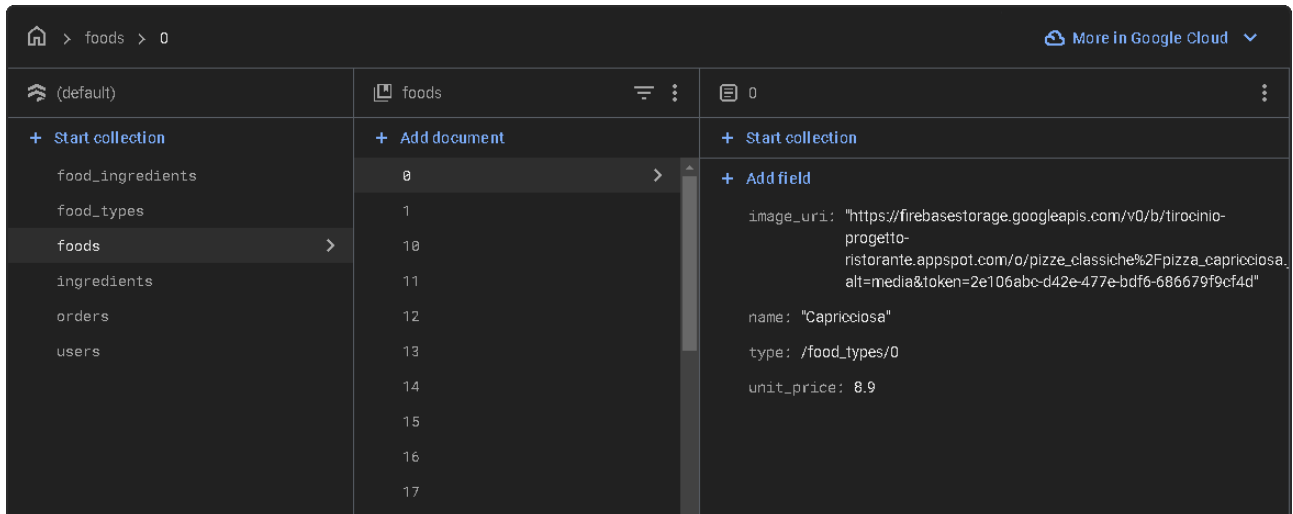 > foods > 0
More in Google Cloud
(default)
foods
0
+ Start collection
+ Add document
+ Start collection
food_ingredients
food_types
foods
ingredients
orders
users
0
1
10
11
12
13
14
15
16
17
+ Add field
image_uri: "https://firebasestorage.googleapis.com/v0/b/tirocinio-
progetto-
ristorante.appspot.com/o/pizze_classiche%2Fpizza_capricciosa.
alt=media&token=2e106abc-d42e-477e-bdf6-686679f9cf4d"
name: "Capricciosa"
type: /food_types/0
unit_price: 8.9